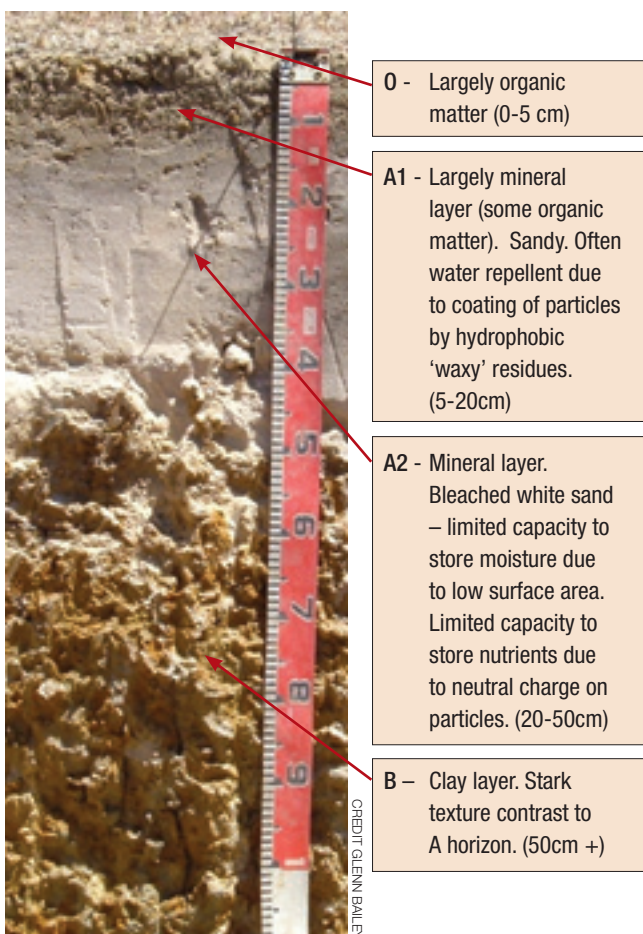 O - Largely organic
matter (0-5 cm)
A1 - Largely mineral
layer (some organic
matter). Sandy. Often
water repellent due
to coating of particles
by hydrophobic
‘waxy’ residues.
(5-20cm)
A2 - Mineral layer.
Bleached white sand
– limited capacity to
store moisture due
to low surface area.
Limited capacity to
store nutrients due
to neutral charge on
particles. (20-50cm)
B – Clay layer. Stark
texture contrast to
A horizon. (50cm +)
1
2
3
4
5
6
7
8
9
1
CREDIT GLENN BAILEY